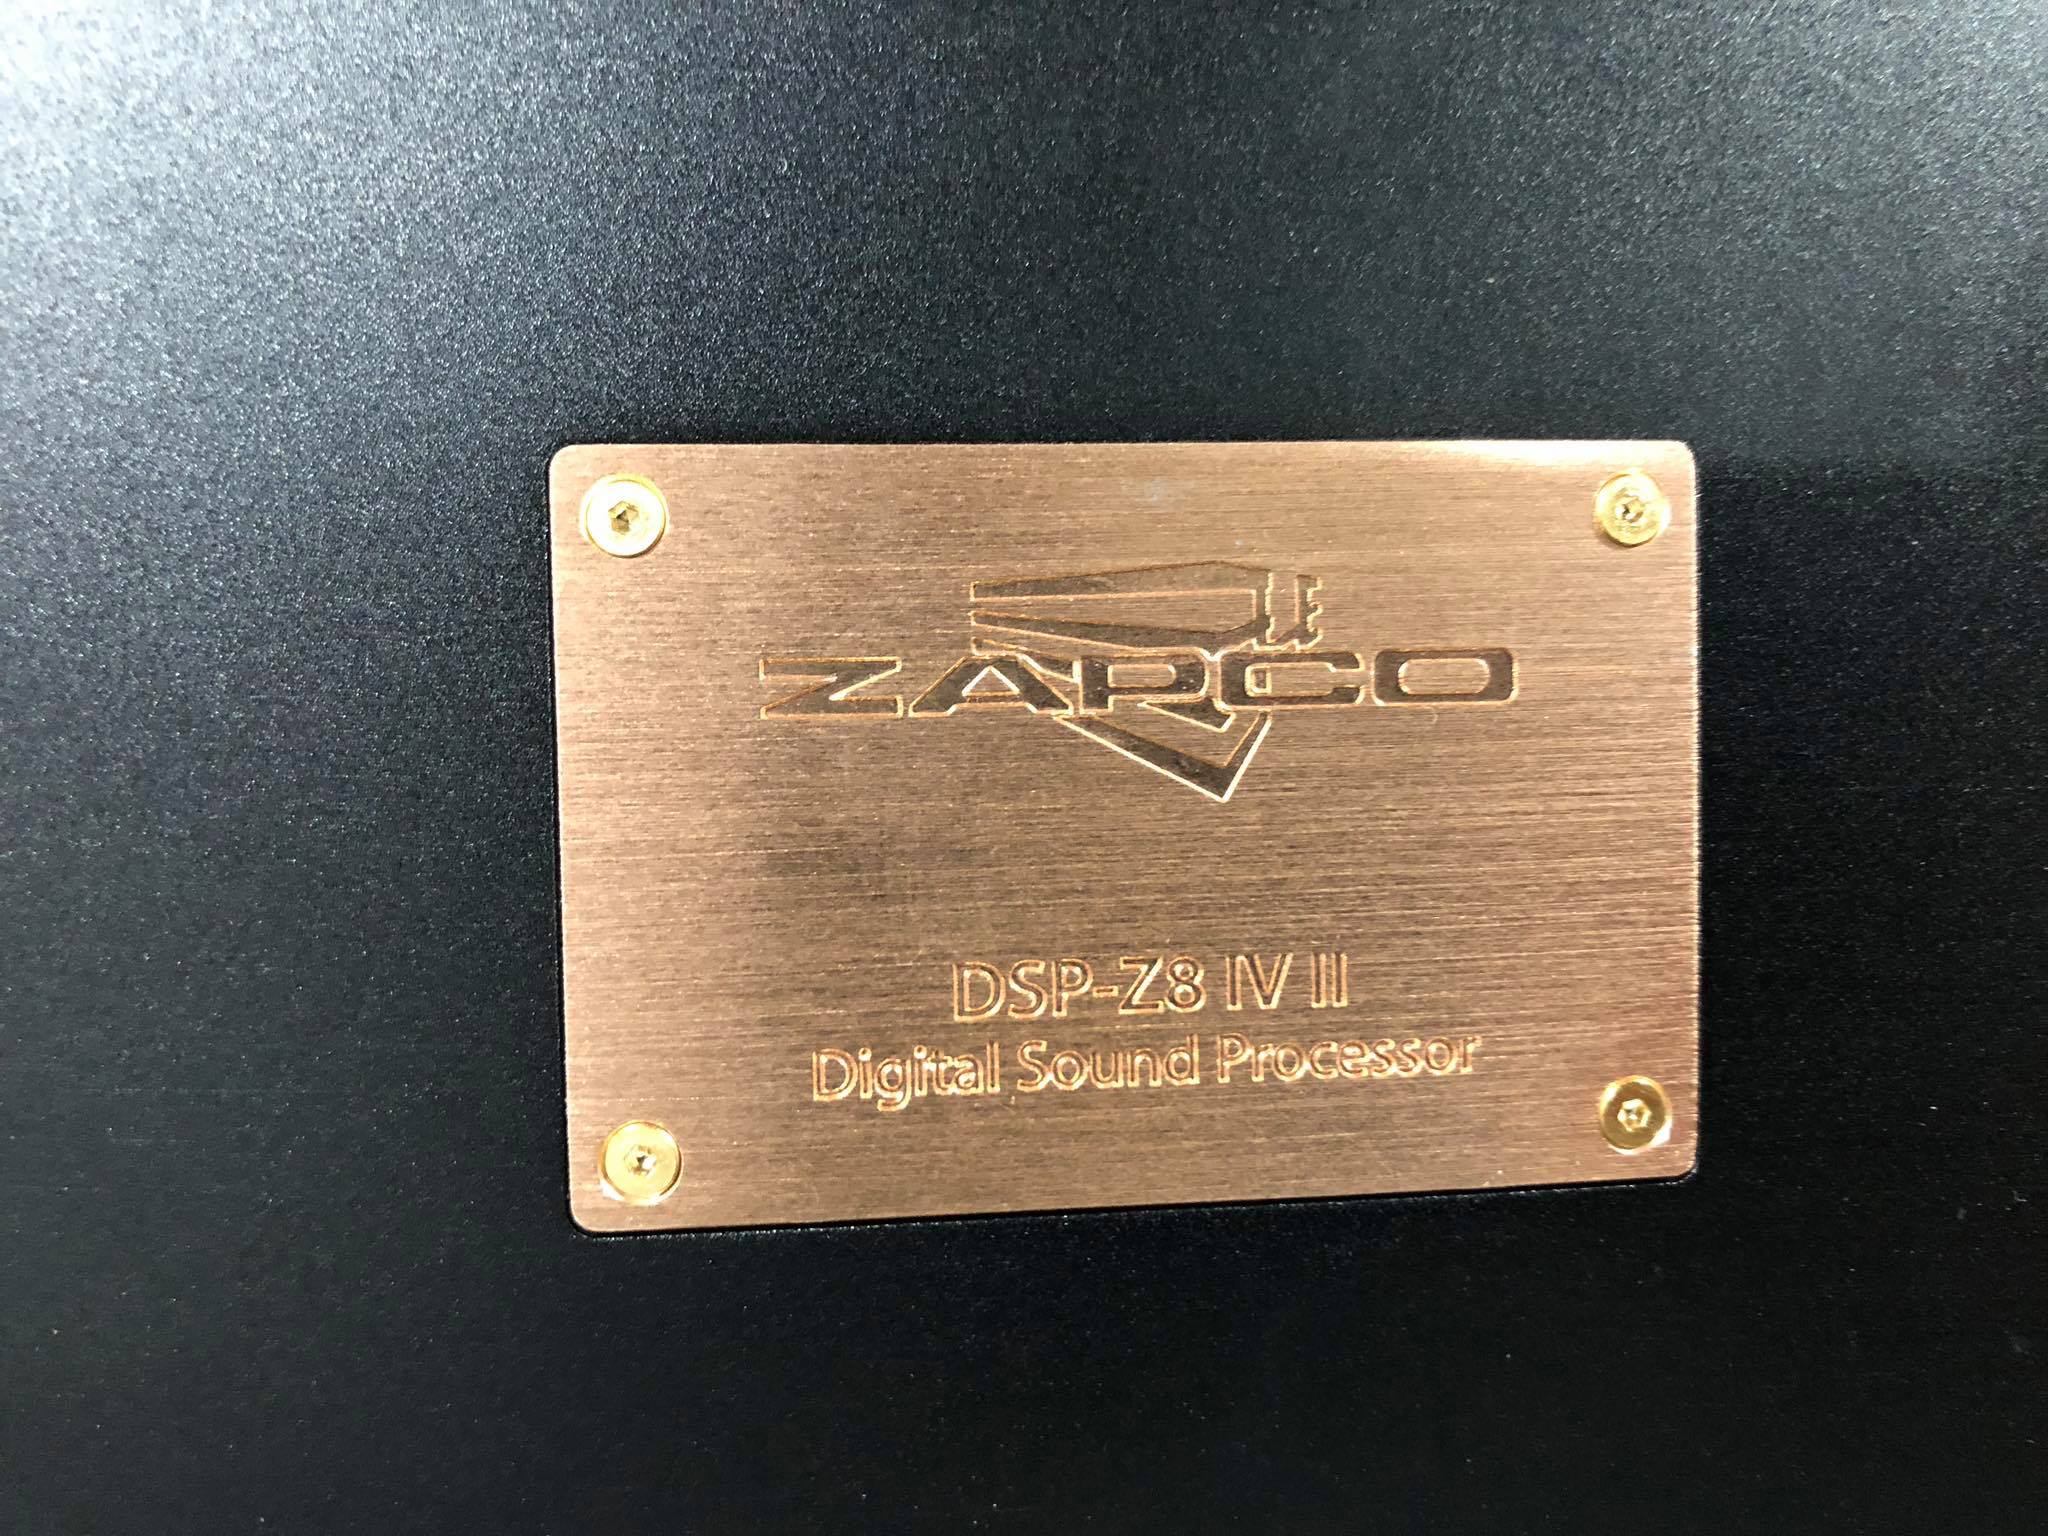 ZAPCO
DSP-Z8 IV II
Digital Sound Processor